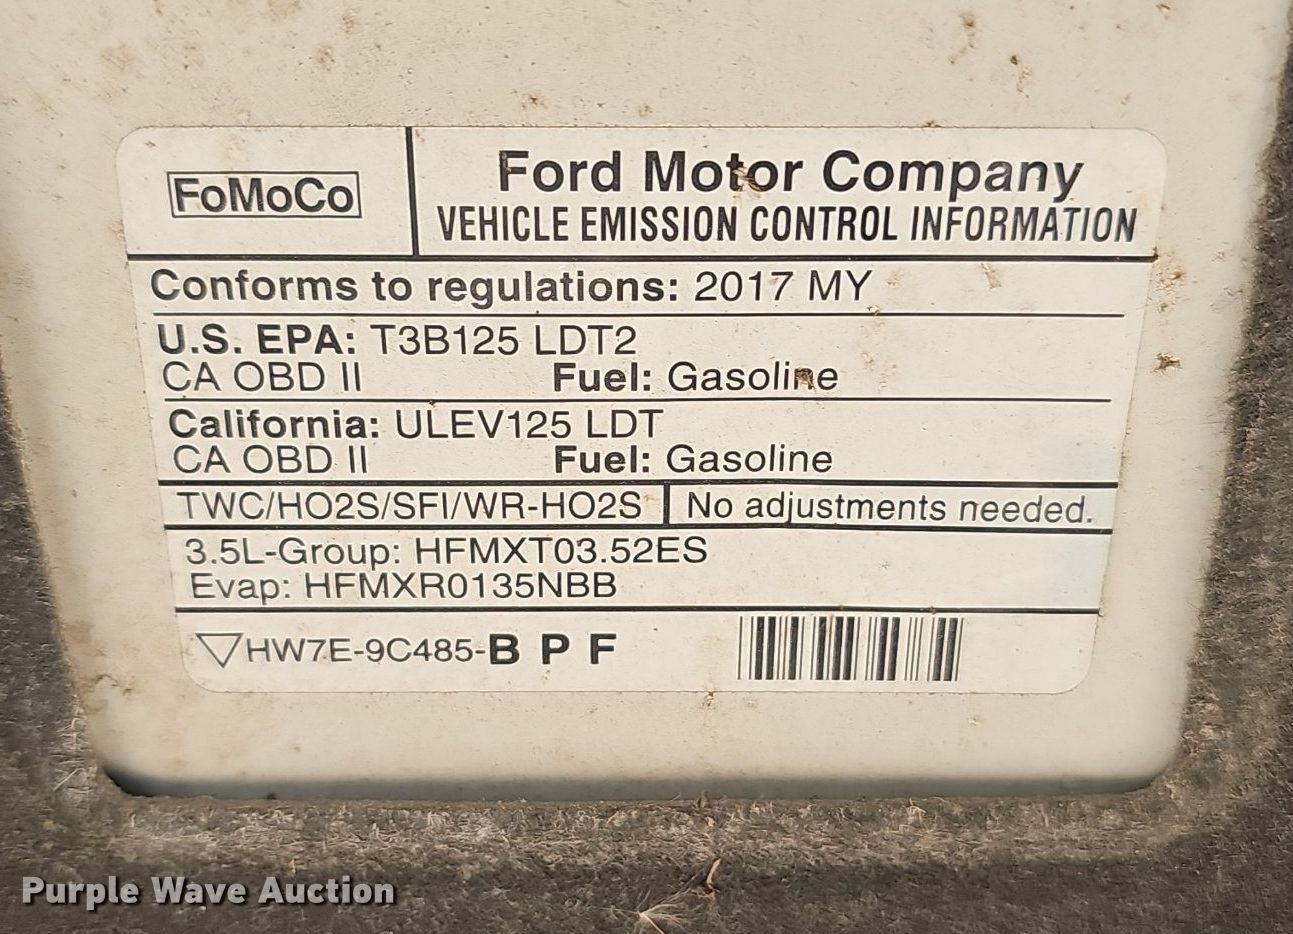 FoMoCo
Ford Motor Company
VEHICLE EMISSION CONTROL INFORMATION
Conforms to regulations: 2017 MY
U.S. EPA: T3B125 LDT2
CA OBD II Fuel: Gasoline
California: ULEV125 LDT
CA OBD II Fuel: Gasoline
TWC/HO2S/SFI/WR-HO2S No adjustments needed.
3.5L-Group: HFMXT03.52ES
Evap: HFMXR0135NBB
▽HW7E-9C485-B P F
Purple Wave Auction